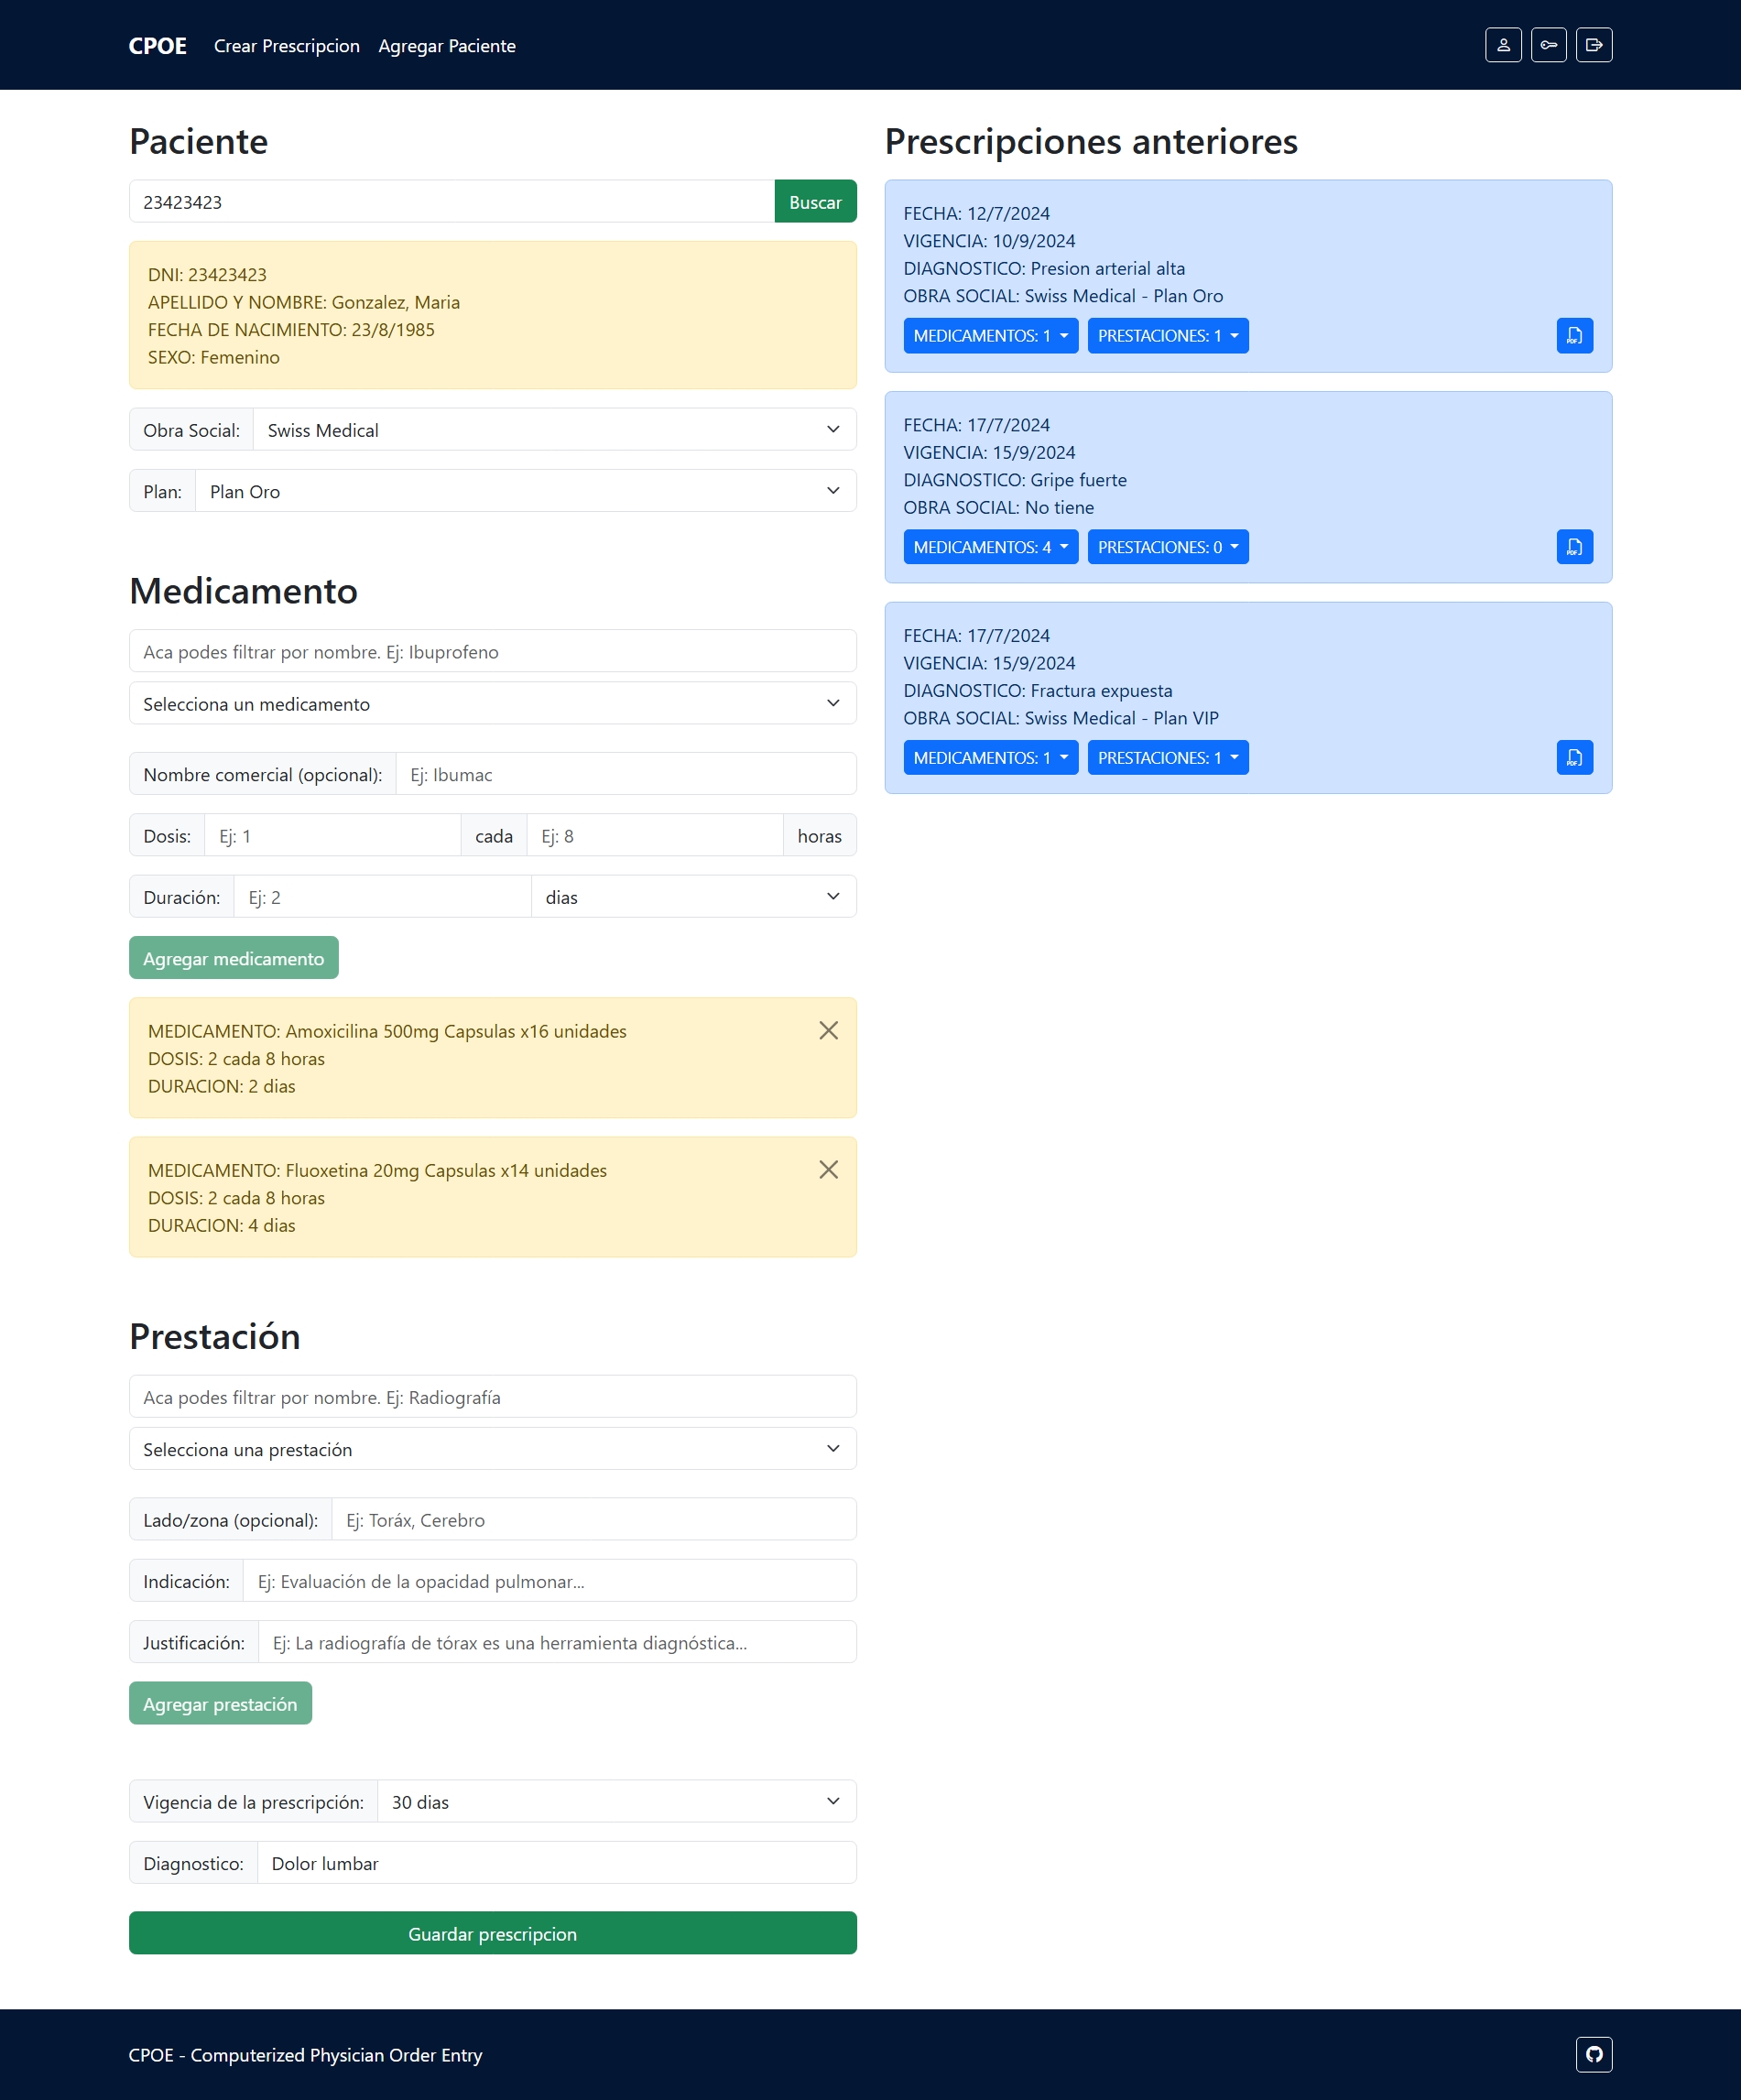 CPOE Crear Prescripcion Agregar Paciente
Paciente
23423423 Buscar
DNI: 23423423
APELLIDO Y NOMBRE: Gonzalez, Maria
FECHA DE NACIMIENTO: 23/8/1985
SEXO: Femenino
Obra Social: Swiss Medical
Plan: Plan Oro
Medicamento
Aca podes filtrar por nombre. Ej: Ibuprofeno
Selecciona un medicamento
Nombre comercial (opcional): Ej: Ibumac
Dosis: Ej: 1 cada Ej: 8 horas
Duración: Ej: 2 dias
Agregar medicamento
MEDICAMENTO: Amoxicilina 500mg Capsulas x16 unidades
DOSIS: 2 cada 8 horas
DURACION: 2 dias
MEDICAMENTO: Fluoxetina 20mg Capsulas x14 unidades
DOSIS: 2 cada 8 horas
DURACION: 4 dias
Prestación
Aca podes filtrar por nombre. Ej: Radiografía
Selecciona una prestación
Lado/zona (opcional): Ej: Toráx, Cerebro
Indicación: Ej: Evaluación de la opacidad pulmonar...
Justificación: Ej: La radiografía de tórax es una herramienta diagnóstica...
Agregar prestación
Vigencia de la prescripción: 30 dias
Diagnostico: Dolor lumbar
Guardar prescripcion
Prescripciones anteriores
FECHA: 12/7/2024
VIGENCIA: 10/9/2024
DIAGNOSTICO: Presion arterial alta
OBRA SOCIAL: Swiss Medical - Plan Oro
MEDICAMENTOS: 1 PRESTACIONES: 1 PDF
FECHA: 17/7/2024
VIGENCIA: 15/9/2024
DIAGNOSTICO: Gripe fuerte
OBRA SOCIAL: No tiene
MEDICAMENTOS: 4 PRESTACIONES: 0 PDF
FECHA: 17/7/2024
VIGENCIA: 15/9/2024
DIAGNOSTICO: Fractura expuesta
OBRA SOCIAL: Swiss Medical - Plan VIP
MEDICAMENTOS: 1 PRESTACIONES: 1 PDF
CPOE - Computerized Physician Order Entry